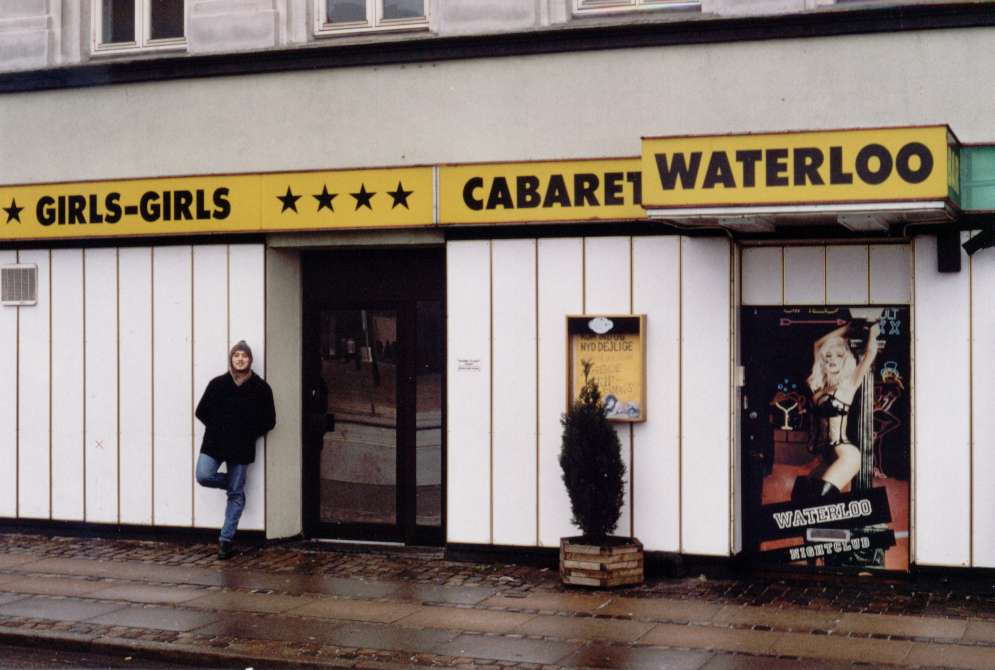 ★ GIRLS-GIRLS ★ ★ ★ ★ CABARET WATERLOO
NYD DEJLIGE
WATERLOO
NIGHTCLUB